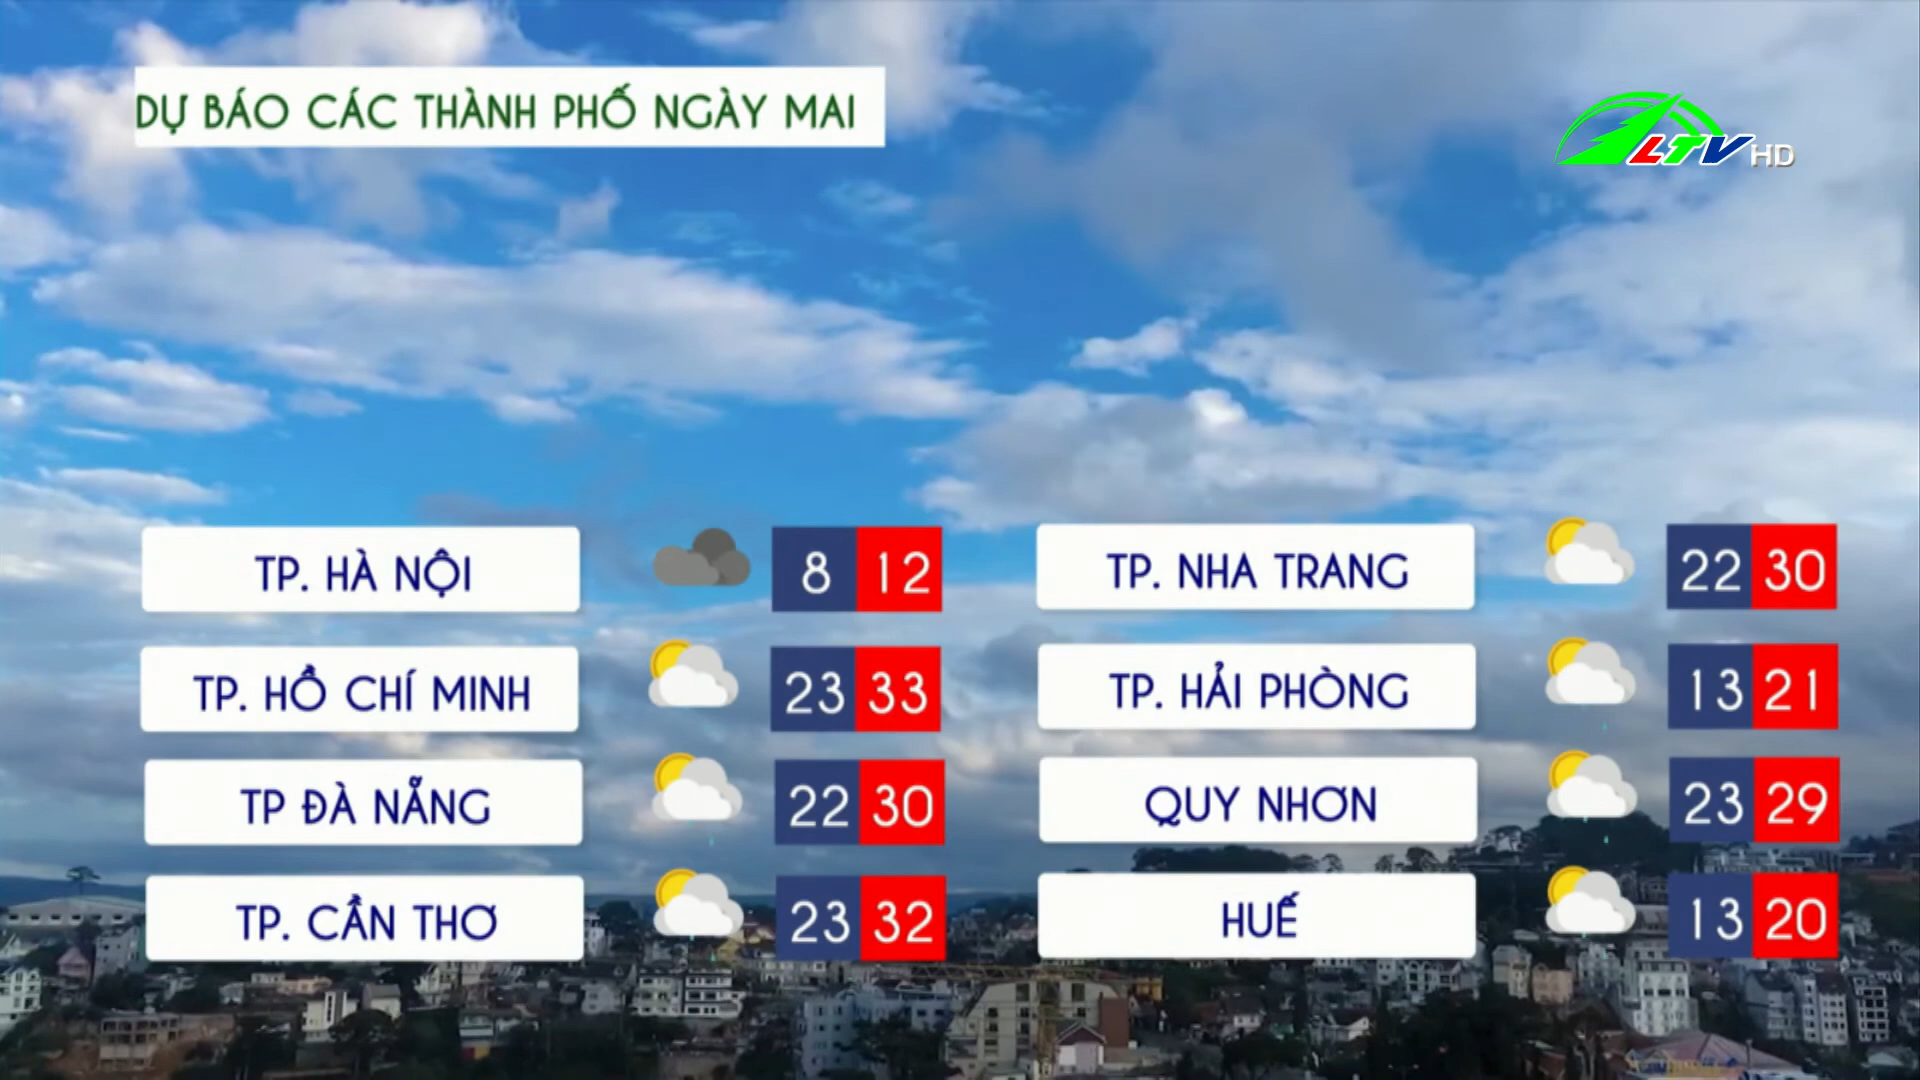 DỰ BÁO CÁC THÀNH PHỐ NGÀY MAI
LTV HD
TP. HÀ NỘI 8 12
TP. HỒ CHÍ MINH 23 33
TP ĐÀ NẴNG 22 30
TP. CẦN THƠ 23 32
TP. NHA TRANG 22 30
TP. HẢI PHÒNG 13 21
QUY NHƠN 23 29
HUẾ 13 20